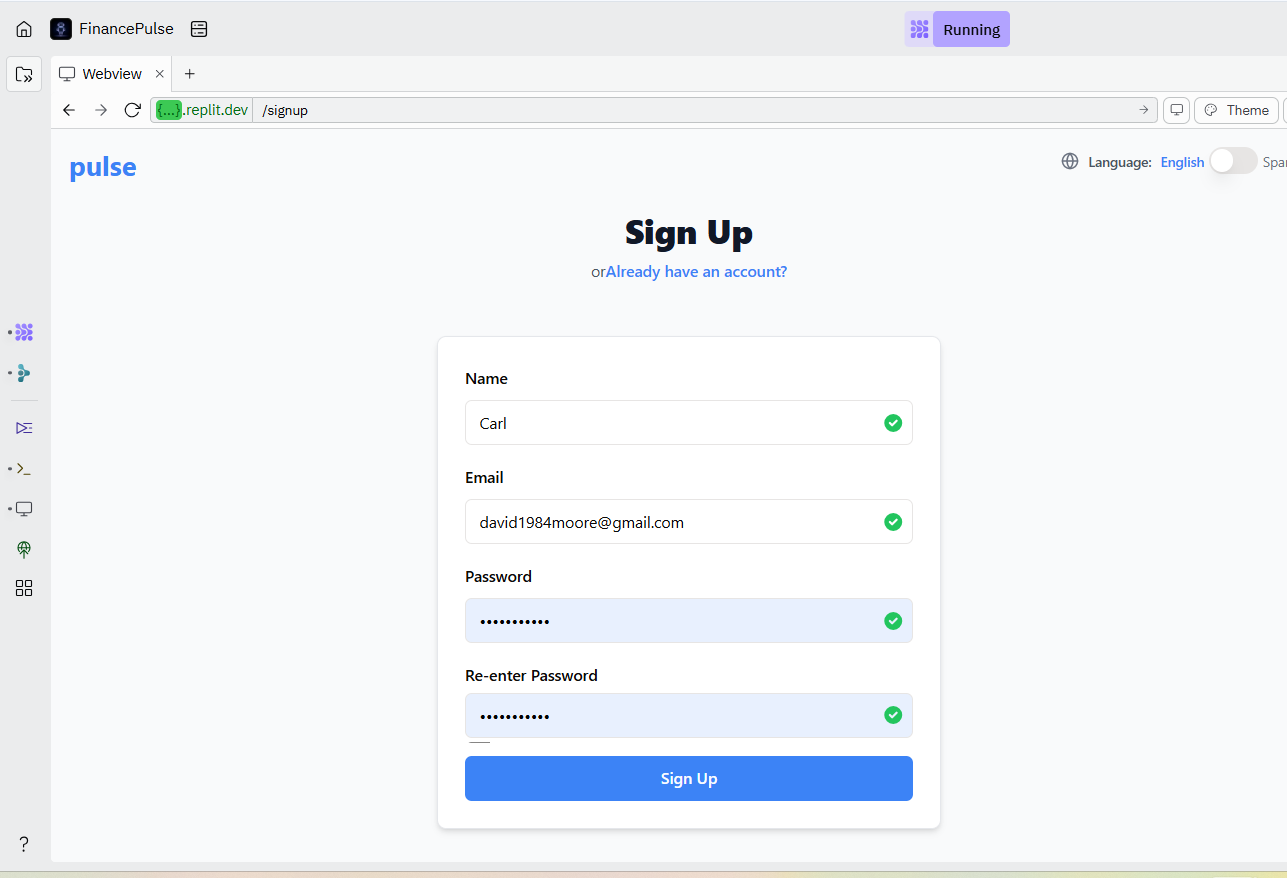 FinancePulse
Running
Webview
{...}.replit.dev /signup
Theme
pulse
Language: English Spa
Sign Up
orAlready have an account?
Name
Carl
Email
david1984moore@gmail.com
Password
•••••••••••
Re-enter Password
•••••••••••
Sign Up
?